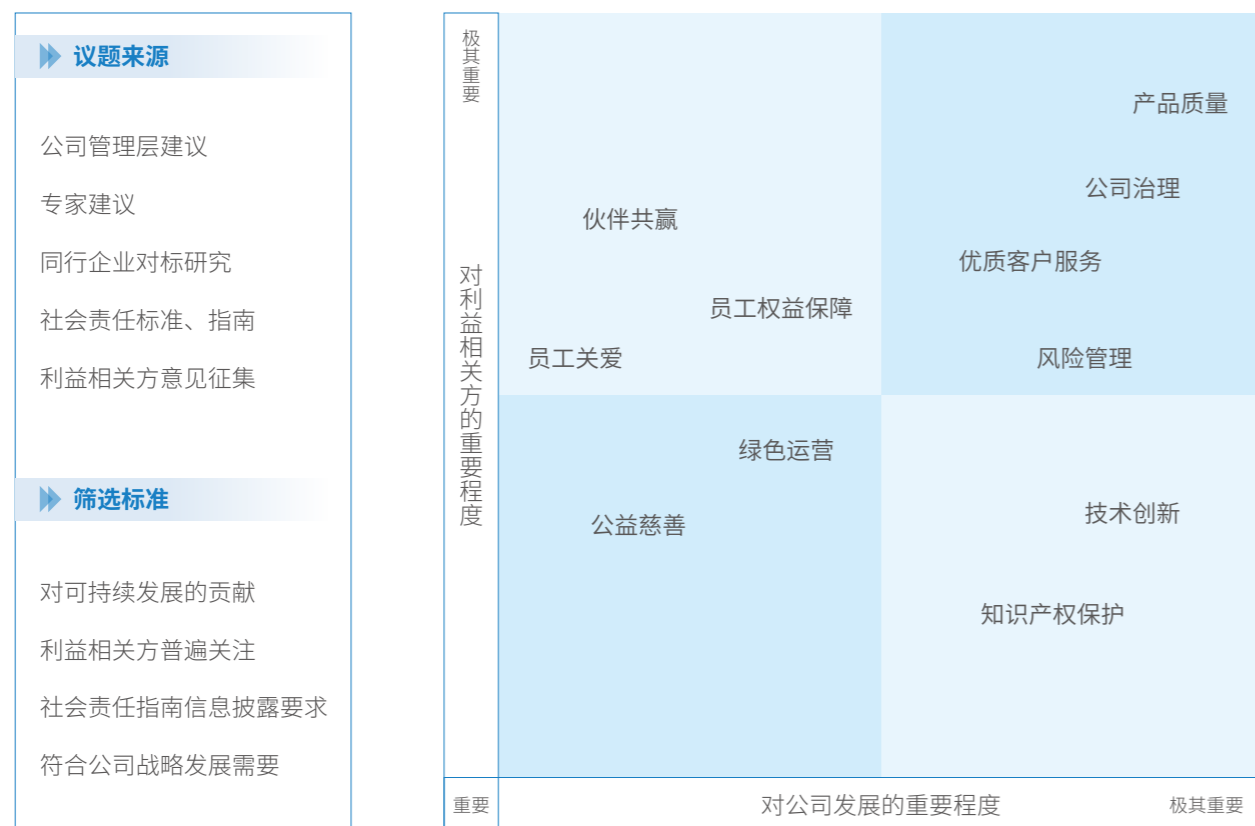 议题来源
公司管理层建议
专家建议
同行企业对标研究
社会责任标准、指南
利益相关方意见征集
筛选标准
对可持续发展的贡献
利益相关方普遍关注
社会责任指南信息披露要求
符合公司战略发展需要
极其重要
对利益相关方的重要程度
产品质量
公司治理
伙伴共赢
优质客户服务
员工权益保障
员工关爱
风险管理
绿色运营
公益慈善
技术创新
知识产权保护
重要
对公司发展的重要程度
极其重要